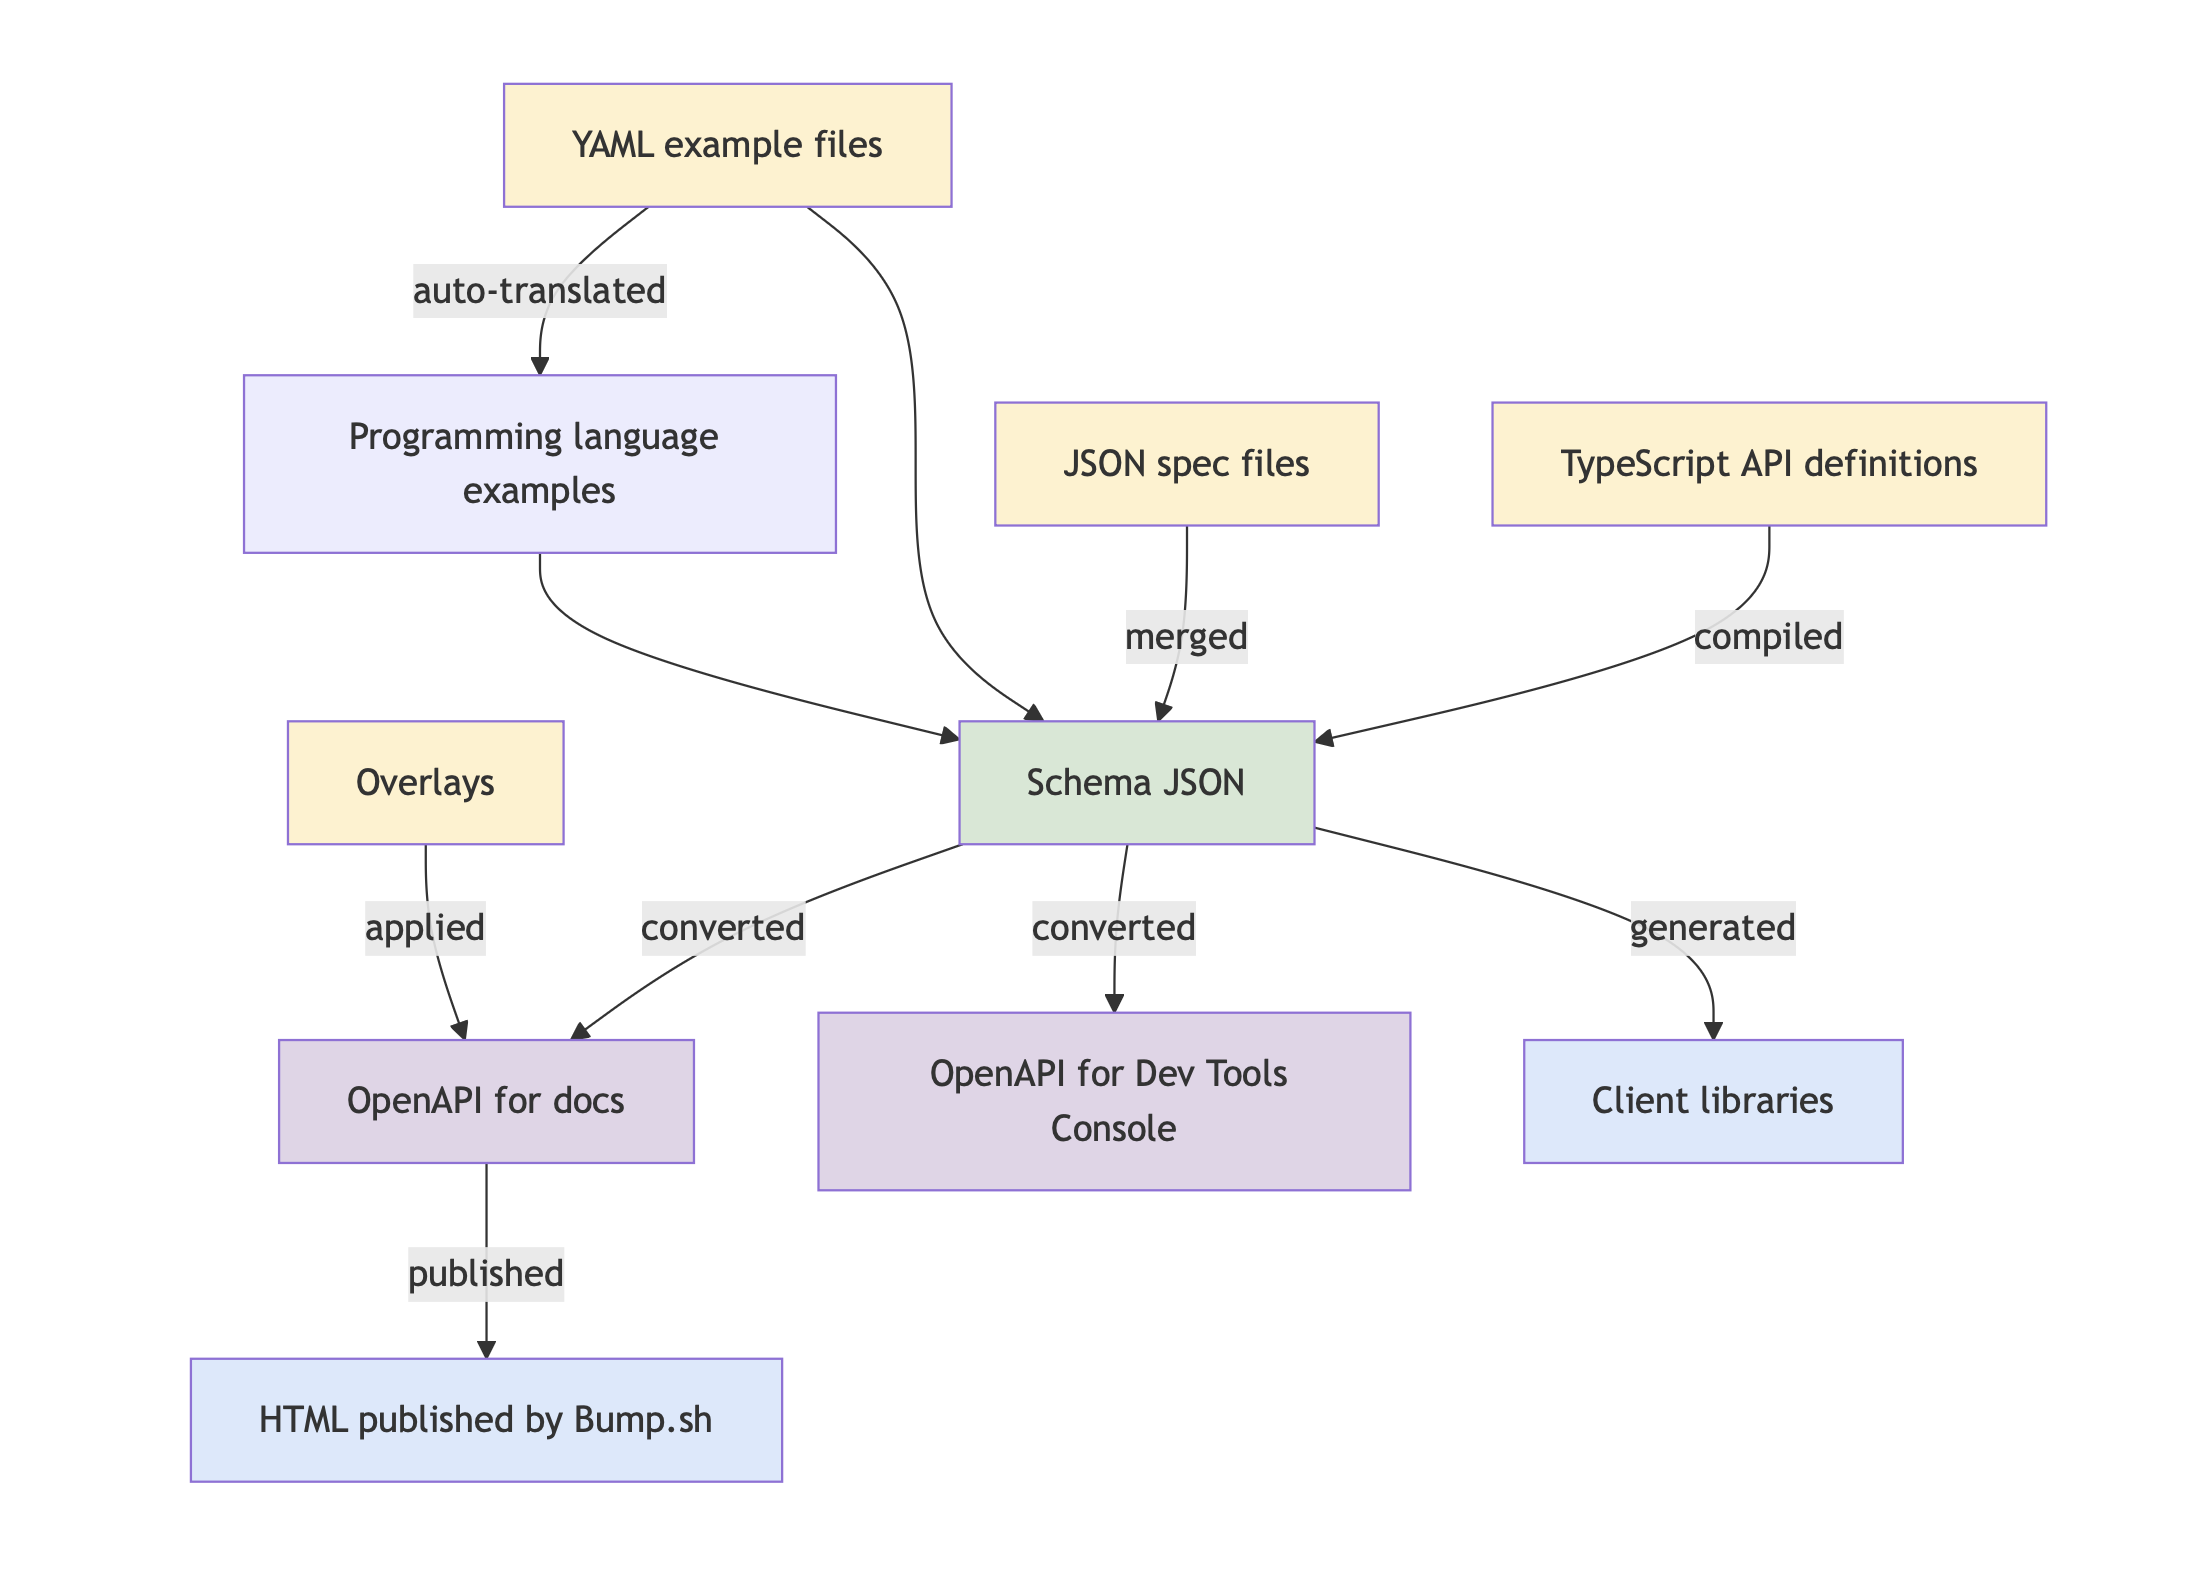 YAML example files
auto-translated
Programming language
examples
JSON spec files
TypeScript API definitions
merged
compiled
Overlays
Schema JSON
applied
converted
converted
generated
OpenAPI for docs
OpenAPI for Dev Tools
Console
Client libraries
published
HTML published by Bump.sh